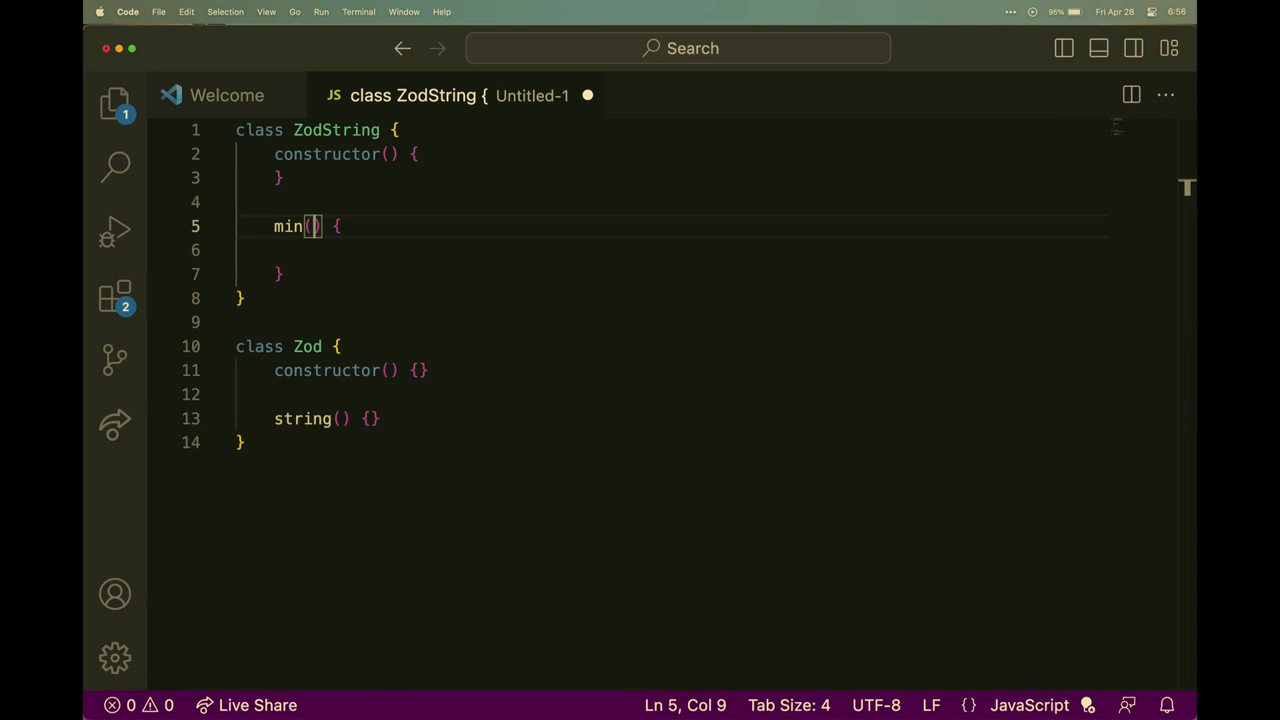 Code File Edit Selection View Go Run Terminal Window Help 95% Fri Apr 28 6:56
Search
Welcome JS class ZodString { Untitled-1
1 class ZodString {
2 constructor() {
3 }
4
5 min() {
6
7 }
8 }
9
10 class Zod {
11 constructor() {}
12
13 string() {}
14 }
1
2
0 0 Live Share Ln 5, Col 9 Tab Size: 4 UTF-8 LF {} JavaScript